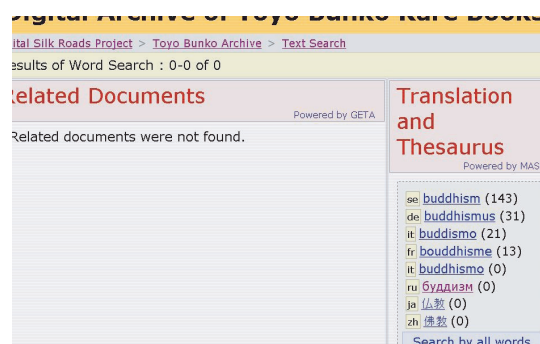 Digital Archive of Toyo Bunko Rare Books
ital Silk Roads Project > Toyo Bunko Archive > Text Search
esults of Word Search : 0-0 of 0
Related Documents
Powered by GETA
Related documents were not found.
Translation
and
Thesaurus
Powered by MAS
se buddhism (143)
de buddhismus (31)
it buddismo (21)
fr bouddhisme (13)
it buddhismo (0)
ru буддизм (0)
ja 仏教 (0)
zh 佛教 (0)
Search by all words